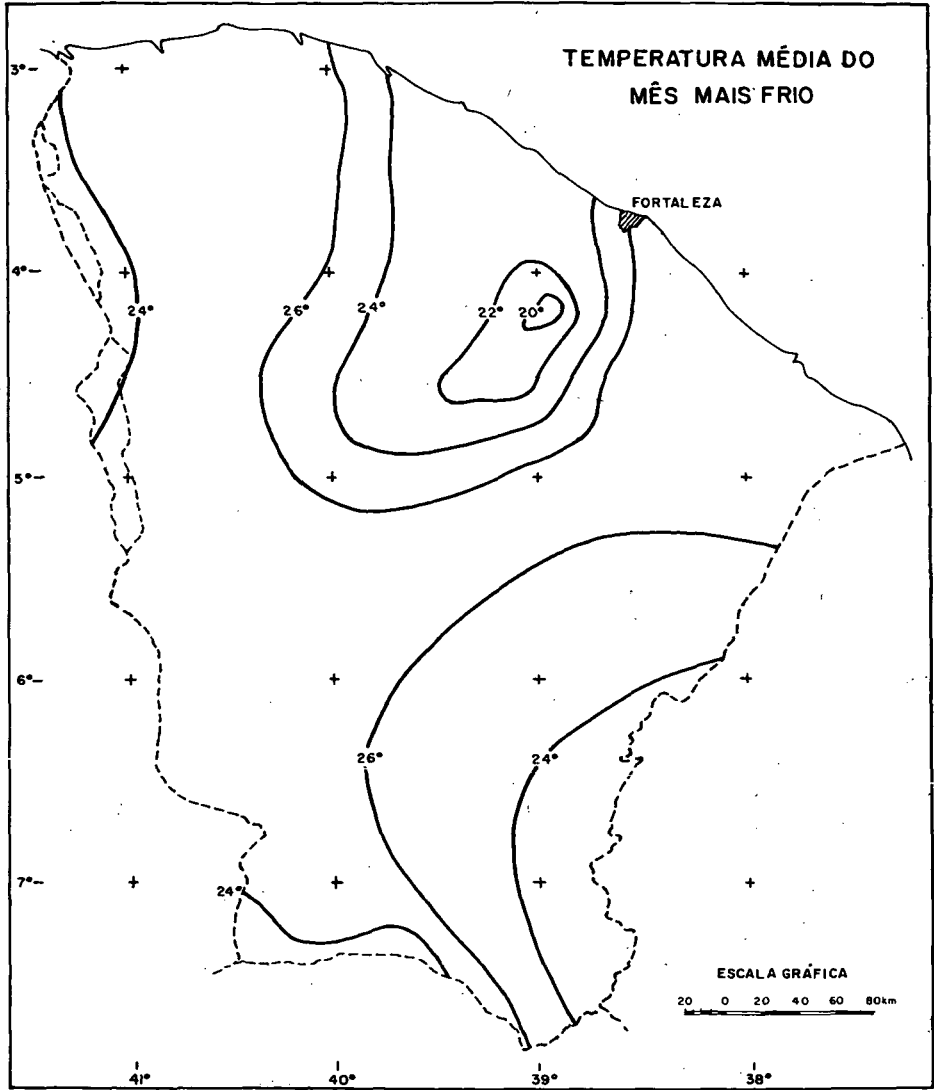 TEMPERATURA MÉDIA DO
MÊS MAIS FRIO
3°
FORTALEZA
4°
24°
26°
24°
22°
20°
5°
6°
26°
24°
7°
24°
ESCALA GRÁFICA
20 0 20 40 60 80km
41° 40° 39° 38°